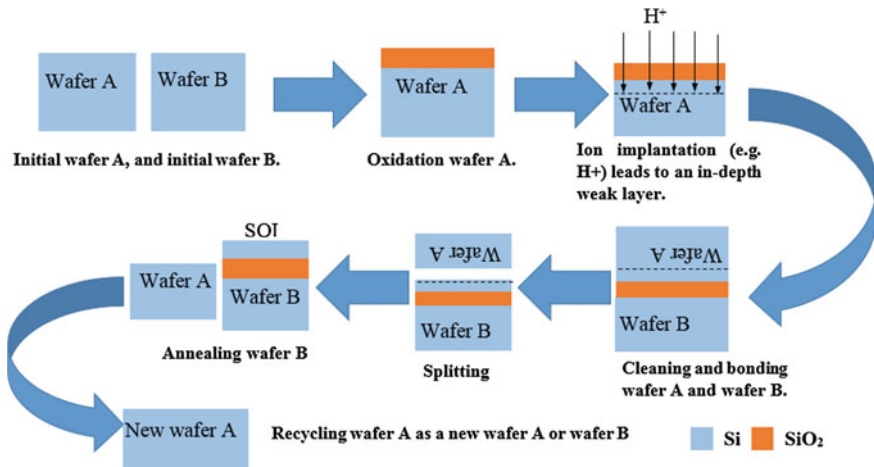 H+
Wafer A
Wafer B
Wafer A
Wafer A
Initial wafer A, and initial wafer B.
Oxidation wafer A.
Ion implantation (e.g.
H+) leads to an in-depth
weak layer.
SOI
Wafer A
Wafer B
Wafer A
Wafer B
Wafer A
Wafer B
Annealing wafer B
Splitting
Cleaning and bonding
wafer A and wafer B.
New wafer A
Recycling wafer A as a new wafer A or wafer B
Si
SiO₂